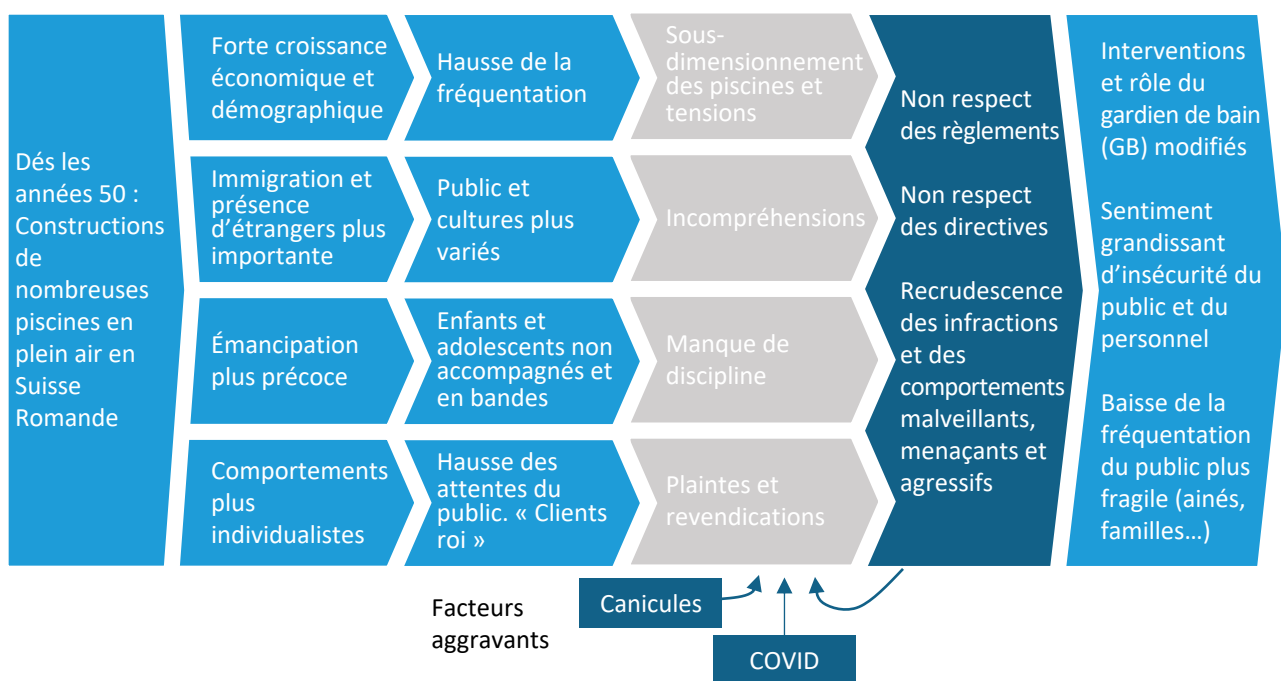 Dés les
années 50 :
Constructions
de
nombreuses
piscines en
plein air en
Suisse
Romande
Forte croissance
économique et
démographique
Hausse de la
fréquentation
Sous-
dimensionnement
des piscines et
tensions
Immigration et
présence
d’étrangers plus
importante
Public et
cultures plus
variés
Incompréhensions
Émancipation
plus précoce
Enfants et
adolescents non
accompagnés et
en bandes
Manque de
discipline
Comportements
plus
individualistes
Hausse des
attentes du
public. « Clients
roi »
Plaintes et
revendications
Non respect
des règlements
Non respect
des directives
Recrudescence
des infractions
et des
comportements
malveillants,
menaçants et
agressifs
Interventions
et rôle du
gardien de bain
(GB) modifiés
Sentiment
grandissant
d’insécurité du
public et du
personnel
Baisse de la
fréquentation
du public plus
fragile (ainés,
familles…)
Facteurs
aggravants
Canicules
COVID